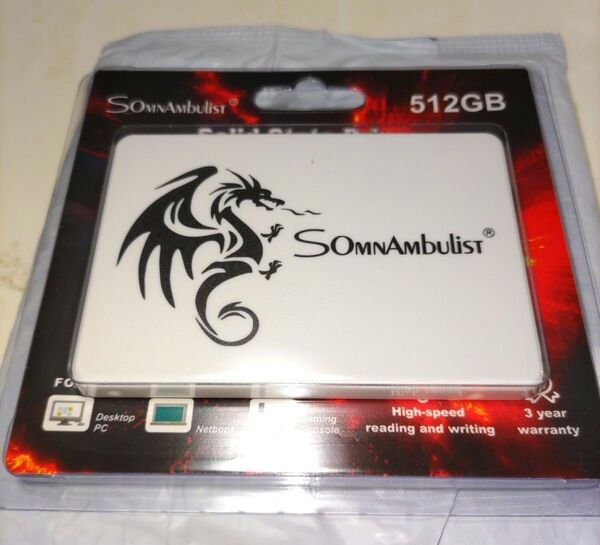 SOmnAmbulist®
512GB
SOmnAmbulist®
Desktop
PC
Netbook
High-speed
reading and writing
3 year
warranty